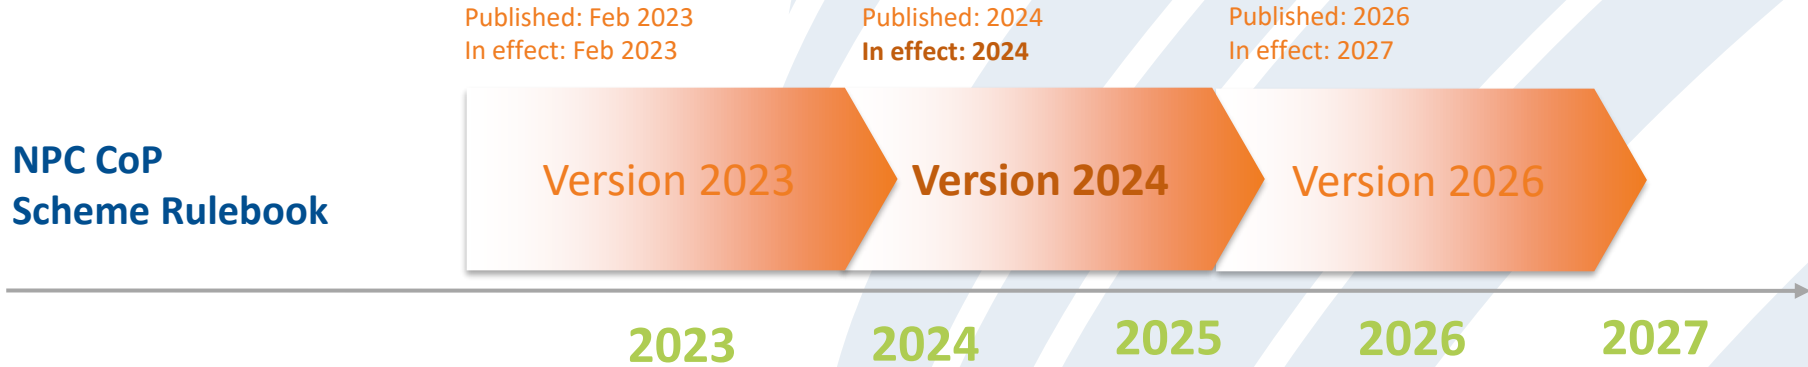 Published: Feb 2023
In effect: Feb 2023
Published: 2024
In effect: 2024
Published: 2026
In effect: 2027
NPC CoP
Scheme Rulebook
Version 2023
Version 2024
Version 2026
2023
2024
2025
2026
2027